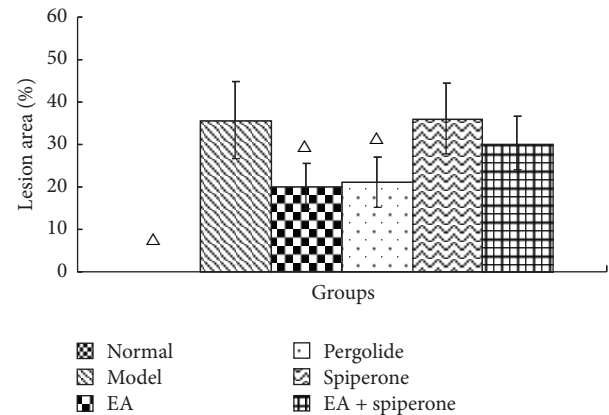 60
50
40
30
20
10
0
Lesion area (%)
△
△
△
Groups
Normal
Pergolide
Model
Spiperone
EA
EA + spiperone